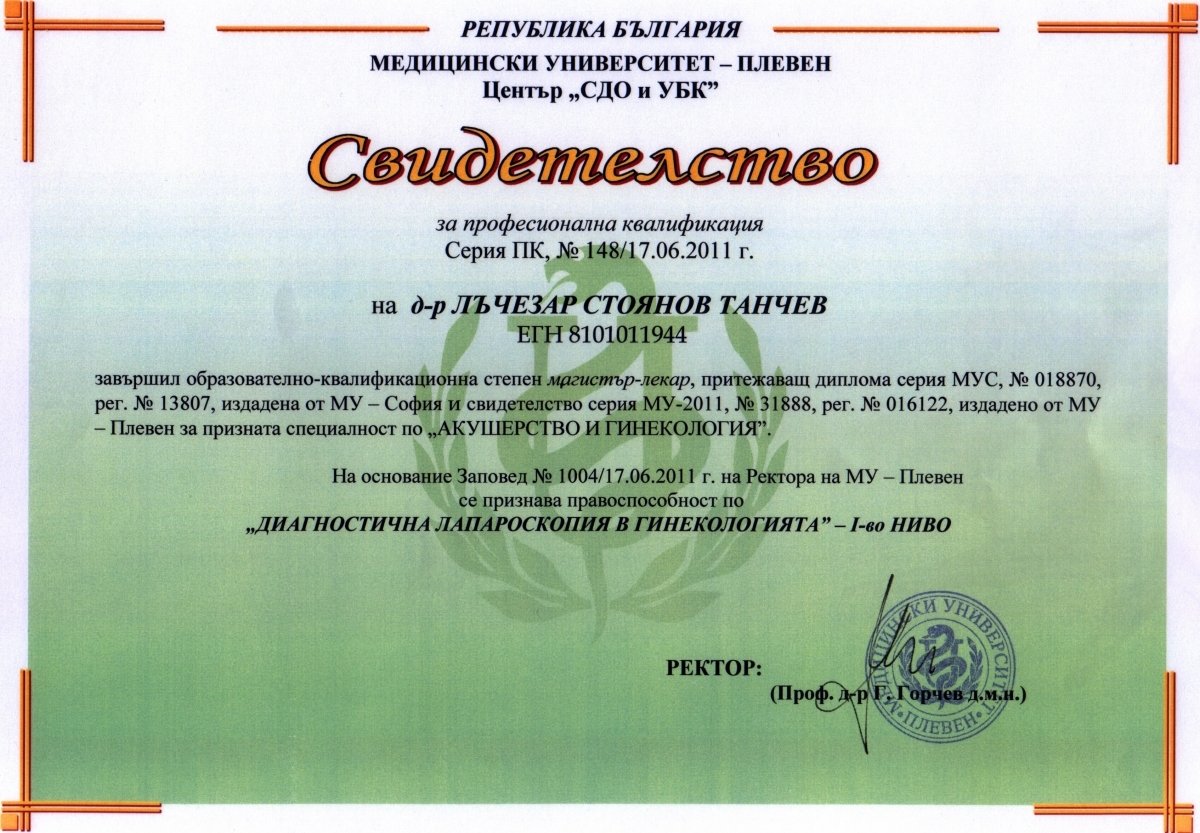 РЕПУБЛИКА БЪЛГАРИЯ
МЕДИЦИНСКИ УНИВЕРСИТЕТ – ПЛЕВЕН
Център „СДО и УБК”
Свидетелство
за професионална квалификация
Серия ПК, № 148/17.06.2011 г.
на д-р ЛЪЧЕЗАР СТОЯНОВ ТАНЧЕВ
ЕГН 8101011944
завършил образователно-квалификационна степен магистър-лекар, притежаващ диплома серия МУС, № 018870,
рег. № 13807, издадена от МУ – София и свидетелство серия МУ-2011, № 31888, рег. № 016122, издадено от МУ
– Плевен за призната специалност по „АКУШЕРСТВО И ГИНЕКОЛОГИЯ”.
На основание Заповед № 1004/17.06.2011 г. на Ректора на МУ – Плевен
се признава правоспособност по
„ДИАГНОСТИЧНА ЛАПАРОСКОПИЯ В ГИНЕКОЛОГИЯТА” – I-во НИВО
РЕКТОР:
(Проф. д-р Г. Горчев д.м.н.)
МЕДИЦИНСКИ УНИВЕРСИТЕТ • ПЛЕВЕН •